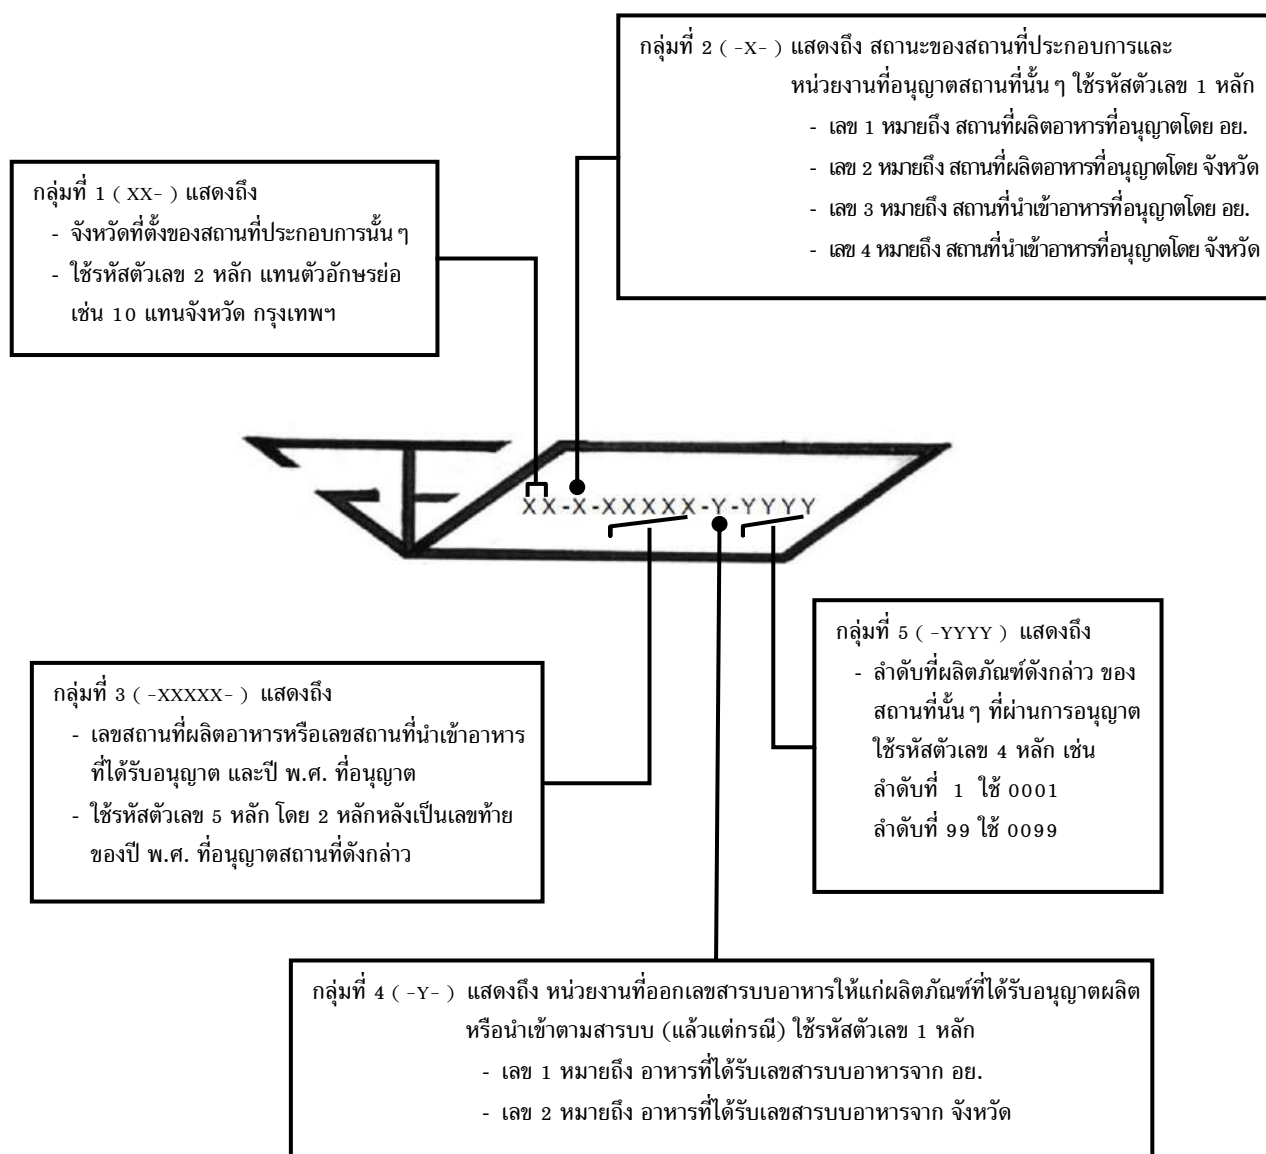 กลุ่มที่ 2 ( -X- ) แสดงถึง สถานะของสถานที่ประกอบการและ
หน่วยงานที่อนุญาตสถานที่นั้น ๆ ใช้รหัสตัวเลข 1 หลัก
- เลข 1 หมายถึง สถานที่ผลิตอาหารที่อนุญาตโดย อย.
- เลข 2 หมายถึง สถานที่ผลิตอาหารที่อนุญาตโดย จังหวัด
- เลข 3 หมายถึง สถานที่นำเข้าอาหารที่อนุญาตโดย อย.
- เลข 4 หมายถึง สถานที่นำเข้าอาหารที่อนุญาตโดย จังหวัด
กลุ่มที่ 1 ( XX- ) แสดงถึง
- จังหวัดที่ตั้งของสถานที่ประกอบการนั้น ๆ
- ใช้รหัสตัวเลข 2 หลัก แทนตัวอักษรย่อ
เช่น 10 แทนจังหวัด กรุงเทพฯ
XX-X-XXXXX-Y-YYYY
กลุ่มที่ 5 ( -YYYY ) แสดงถึง
- ลำดับที่ผลิตภัณฑ์ดังกล่าว ของ
สถานที่นั้น ๆ ที่ผ่านการอนุญาต
ใช้รหัสตัวเลข 4 หลัก เช่น
ลำดับที่ 1 ใช้ 0001
ลำดับที่ 99 ใช้ 0099
กลุ่มที่ 3 ( -XXXXX- ) แสดงถึง
- เลขสถานที่ผลิตอาหารหรือเลขสถานที่นำเข้าอาหาร
ที่ได้รับอนุญาต และปี พ.ศ. ที่อนุญาต
- ใช้รหัสตัวเลข 5 หลัก โดย 2 หลักหลังเป็นเลขท้าย
ของปี พ.ศ. ที่อนุญาตสถานที่ดังกล่าว
กลุ่มที่ 4 ( -Y- ) แสดงถึง หน่วยงานที่ออกเลขสารบบอาหารให้แก่ผลิตภัณฑ์ที่ได้รับอนุญาตผลิต
หรือนำเข้าตามสารบบ (แล้วแต่กรณี) ใช้รหัสตัวเลข 1 หลัก
- เลข 1 หมายถึง อาหารที่ได้รับเลขสารบบอาหารจาก อย.
- เลข 2 หมายถึง อาหารที่ได้รับเลขสารบบอาหารจาก จังหวัด